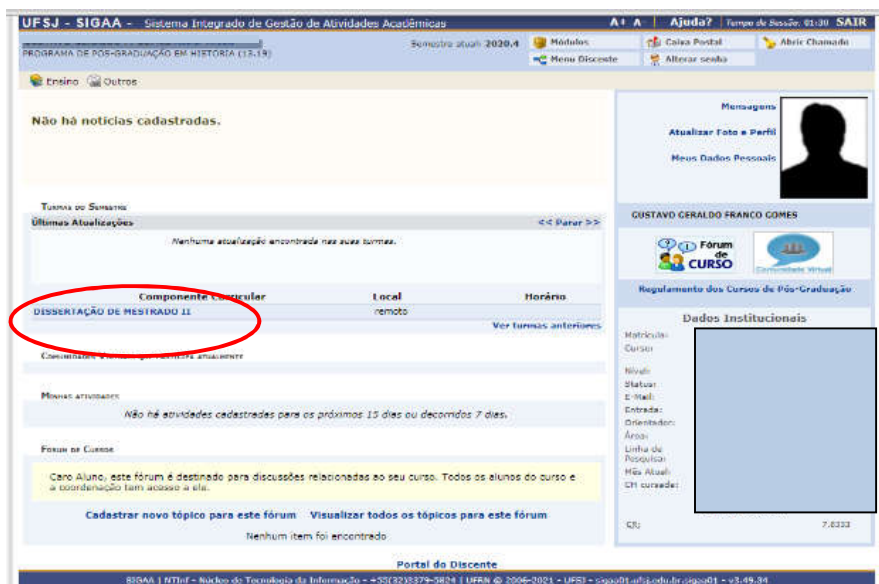 UFSJ - SIGAA - Sistema Integrado de Gestão de Atividades Acadêmicas
A+ A- Ajuda? Tempo de Sessão: 01:30 SAIR
PROGRAMA DE PÓS-GRADUAÇÃO EM HISTÓRIA (13.19)
Semestre atual: 2020.4
Módulos
Caixa Postal
Abrir Chamado
Menu Discente
Alterar senha
Ensino Outros
Não há notícias cadastradas.
Mensagens
Atualizar Foto e Perfil
Meus Dados Pessoais
TURMAS DO SEMESTRE
Últimas Atualizações << Parar >>
Nenhuma atualização encontrada nas suas turmas.
Componente Curricular Local Horário
DISSERTAÇÃO DE MESTRADO II remoto
Ver turmas anteriores
MINHAS ATIVIDADES
Não há atividades cadastradas para os próximos 15 dias ou decorridos 7 dias.
FÓRUM DE CURSOS
Caro Aluno, este fórum é destinado para discussões relacionadas ao seu curso. Todos os alunos do curso e
a coordenação tem acesso a ele.
Cadastrar novo tópico para este fórum Visualizar todos os tópicos para este fórum
Nenhum item foi encontrado
GUSTAVO GERALDO FRANCO GOMES
Fórum
de
CURSO
Comunidade Virtual
Regulamento dos Cursos de Pós-Graduação
Dados Institucionais
Matrícula:
Curso:
Nível:
Status:
E-Mail:
Entrada:
Orientador:
Área:
Linha de
Pesquisa:
Mês Atual:
CH cursada:
CR: 7.8333
Portal do Discente
SIGAA | NTInf - Núcleo de Tecnologia da Informação - +55(32)3379-5824 | UFRN © 2006-2021 - UFSJ - sigaa01.ufsj.edu.br.sigaa01 - v3.49.34